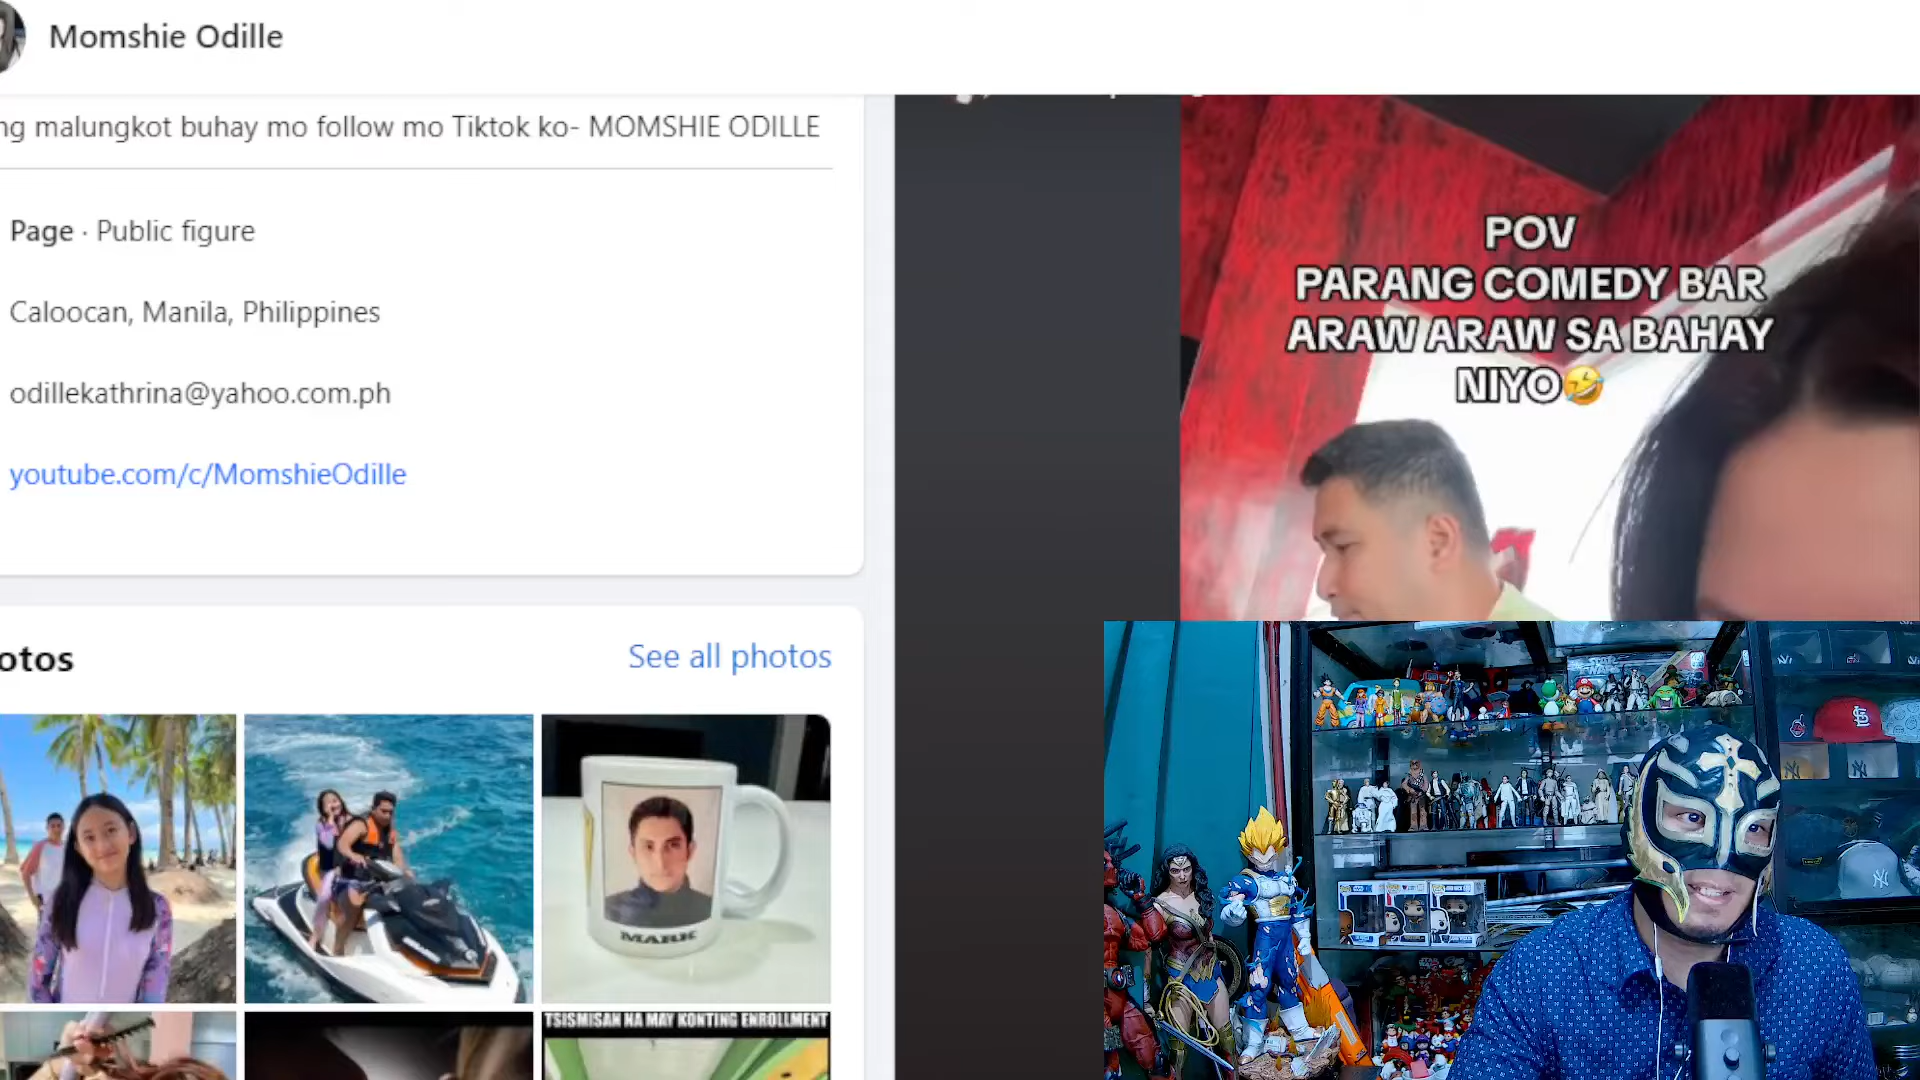 Momshie Odille
ng malungkot buhay mo follow mo Tiktok ko- MOMSHIE ODILLE
Page · Public figure
Caloocan, Manila, Philippines
odillekathrina@yahoo.com.ph
youtube.com/c/MomshieOdille
otos
See all photos
MARK
TSISMISAN NA MAY KONTING ENROLLMENT
POV
PARANG COMEDY BAR
ARAW ARAW SA BAHAY
NIYO🤣
STAR
WARS